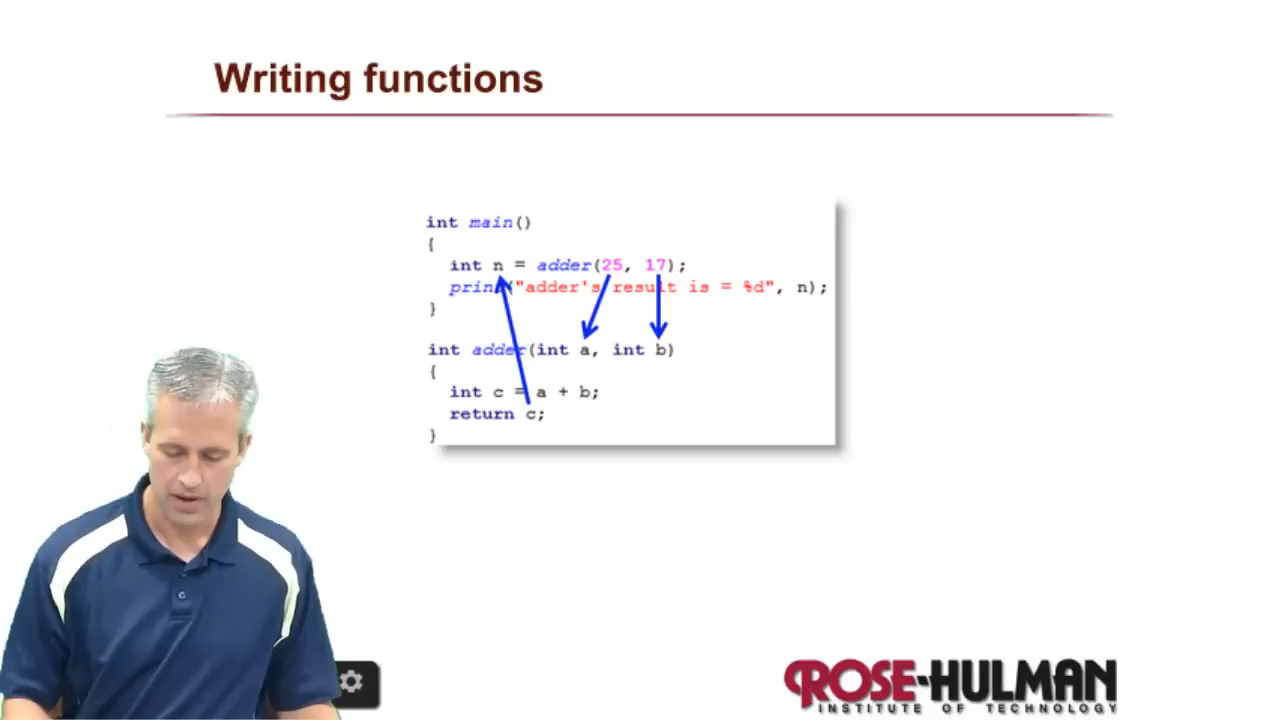 Writing functions
int main()
{
int n = adder(25, 17);
print("adder's result is = %d", n);
}
int adder(int a, int b)
{
int c = a + b;
return c;
}
ROSE-HULMAN
INSTITUTE OF TECHNOLOGY